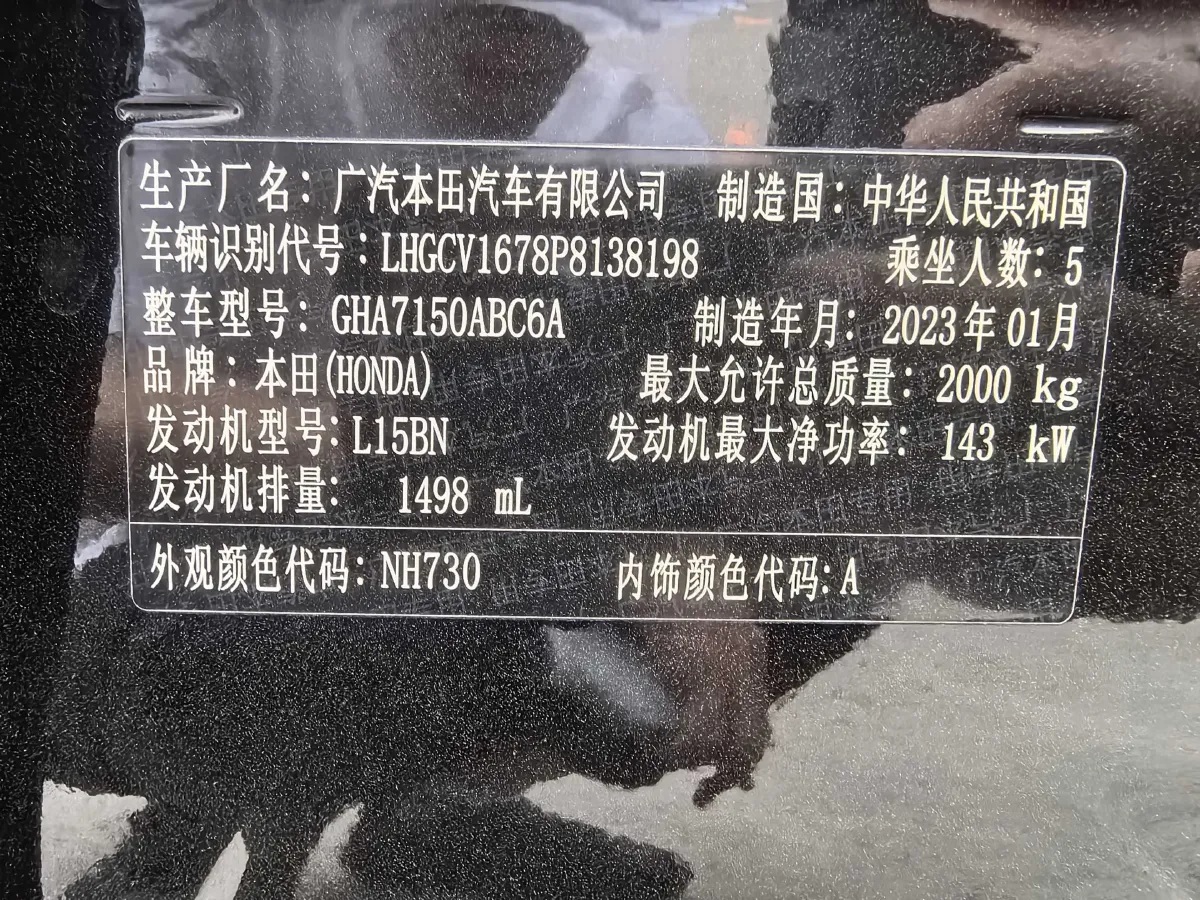 生产厂名：广汽本田汽车有限公司 制造国：中华人民共和国
车辆识别代号：LHGCV1678P8138198 乘坐人数：5
整车型号：GHA7150ABC6A 制造年月：2023年01月
品牌：本田(HONDA) 最大允许总质量：2000 kg
发动机型号：L15BN 发动机最大净功率：143 kW
发动机排量： 1498 mL
外观颜色代码：NH730 内饰颜色代码：A